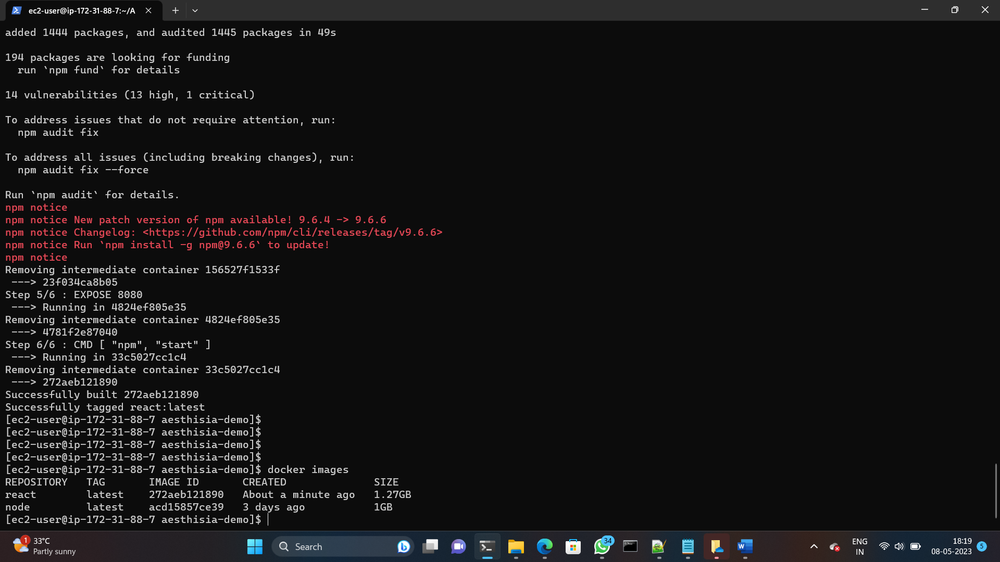 ec2-user@ip-172-31-88-7:~/A
added 1444 packages, and audited 1445 packages in 49s
194 packages are looking for funding
  run `npm fund` for details
14 vulnerabilities (13 high, 1 critical)
To address issues that do not require attention, run:
  npm audit fix
To address all issues (including breaking changes), run:
  npm audit fix --force
Run `npm audit` for details.
npm notice
npm notice New patch version of npm available! 9.6.4 -> 9.6.6
npm notice Changelog: <https://github.com/npm/cli/releases/tag/v9.6.6>
npm notice Run `npm install -g npm@9.6.6` to update!
npm notice
Removing intermediate container 156527f1533f
 ---> 23f034ca8b05
Step 5/6 : EXPOSE 8080
 ---> Running in 4824ef805e35
Removing intermediate container 4824ef805e35
 ---> 4781f2e87040
Step 6/6 : CMD [ "npm", "start" ]
 ---> Running in 33c5027cc1c4
Removing intermediate container 33c5027cc1c4
 ---> 272aeb121890
Successfully built 272aeb121890
Successfully tagged react:latest
[ec2-user@ip-172-31-88-7 aesthisia-demo]$
[ec2-user@ip-172-31-88-7 aesthisia-demo]$
[ec2-user@ip-172-31-88-7 aesthisia-demo]$
[ec2-user@ip-172-31-88-7 aesthisia-demo]$
[ec2-user@ip-172-31-88-7 aesthisia-demo]$ docker images
REPOSITORY   TAG       IMAGE ID       CREATED              SIZE
react        latest    272aeb121890   About a minute ago   1.27GB
node         latest    acd15857ce39   3 days ago           1GB
[ec2-user@ip-172-31-88-7 aesthisia-demo]$
1
33°C
Partly sunny
Search
34
W
ENG
IN
18:19
08-05-2023
5